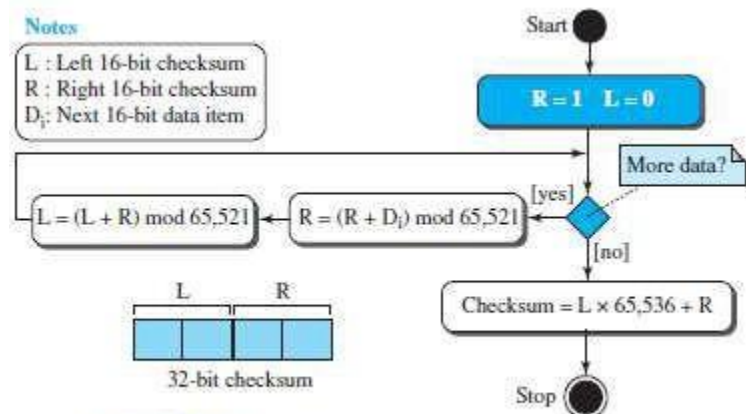 Notes
L : Left 16-bit checksum
R : Right 16-bit checksum
Dᵢ: Next 16-bit data item
Start
R = 1 L = 0
More data?
[yes]
L = (L + R) mod 65,521
R = (R + Dᵢ) mod 65,521
[no]
L R
32-bit checksum
Checksum = L × 65,536 + R
Stop